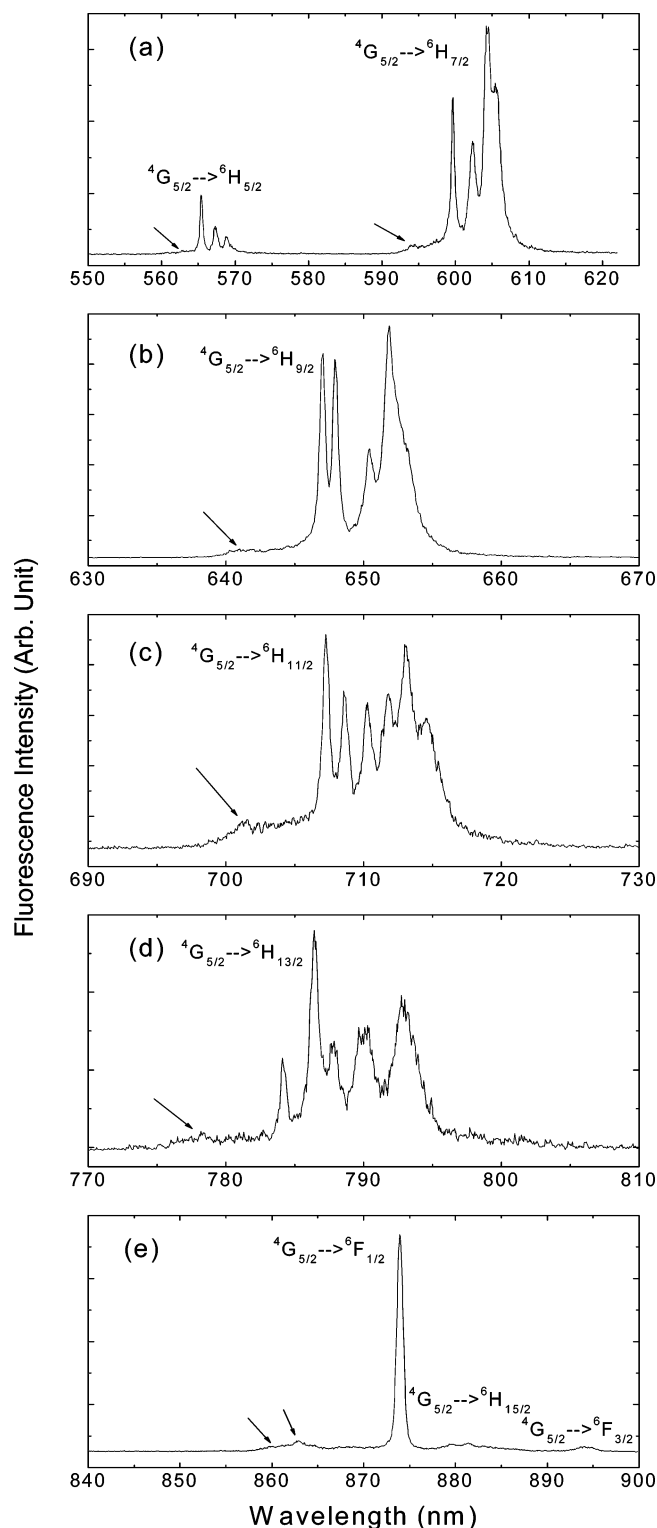 (a)
⁴G₅/₂-->⁶H₇/₂
⁴G₅/₂-->⁶H₅/₂
550 560 570 580 590 600 610 620
(b)
⁴G₅/₂-->⁶H₉/₂
630 640 650 660 670
(c)
⁴G₅/₂-->⁶H₁₁/₂
690 700 710 720 730
(d)
⁴G₅/₂-->⁶H₁₃/₂
770 780 790 800 810
(e)
⁴G₅/₂-->⁶F₁/₂
⁴G₅/₂-->⁶H₁₅/₂
⁴G₅/₂-->⁶F₃/₂
840 850 860 870 880 890 900
Wavelength (nm)
Fluorescence Intensity (Arb. Unit)